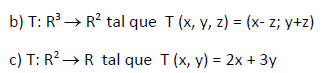 b) T: R³ → R² tal que T (x, y, z) = (x- z; y+z)
c) T: R² → R tal que T (x, y) = 2x + 3y